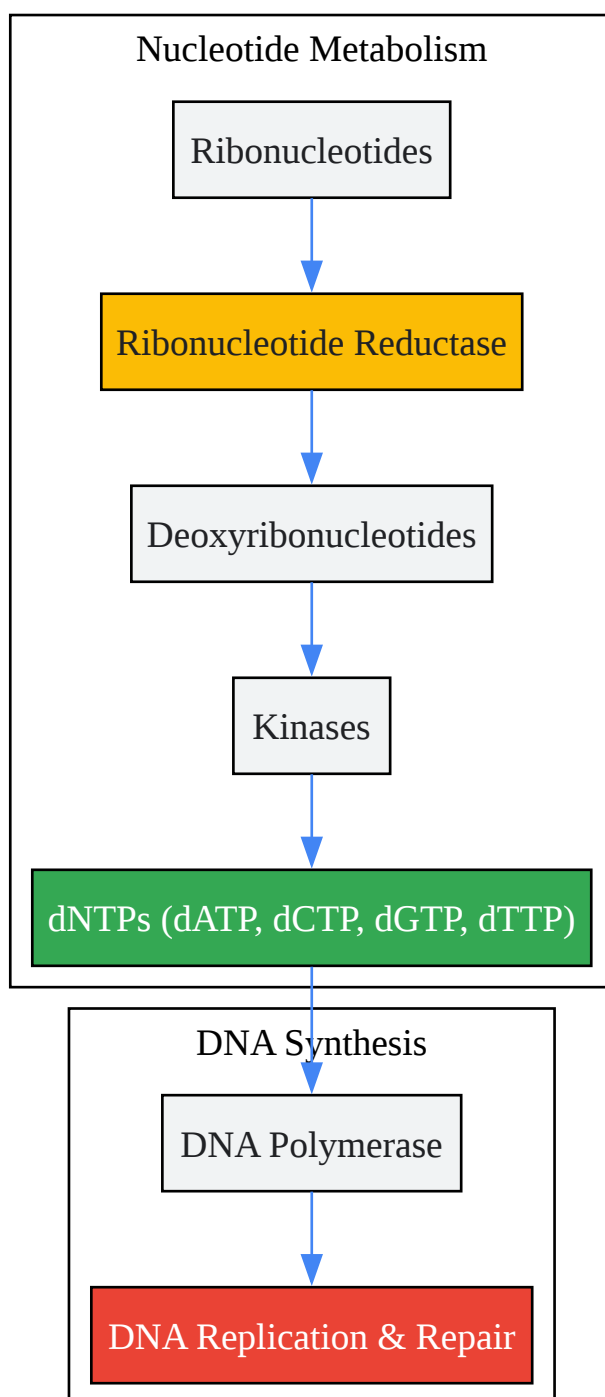 Nucleotide Metabolism
Ribonucleotides
Ribonucleotide Reductase
Deoxyribonucleotides
Kinases
dNTPs (dATP, dCTP, dGTP, dTTP)
DNA Synthesis
DNA Polymerase
DNA Replication & Repair